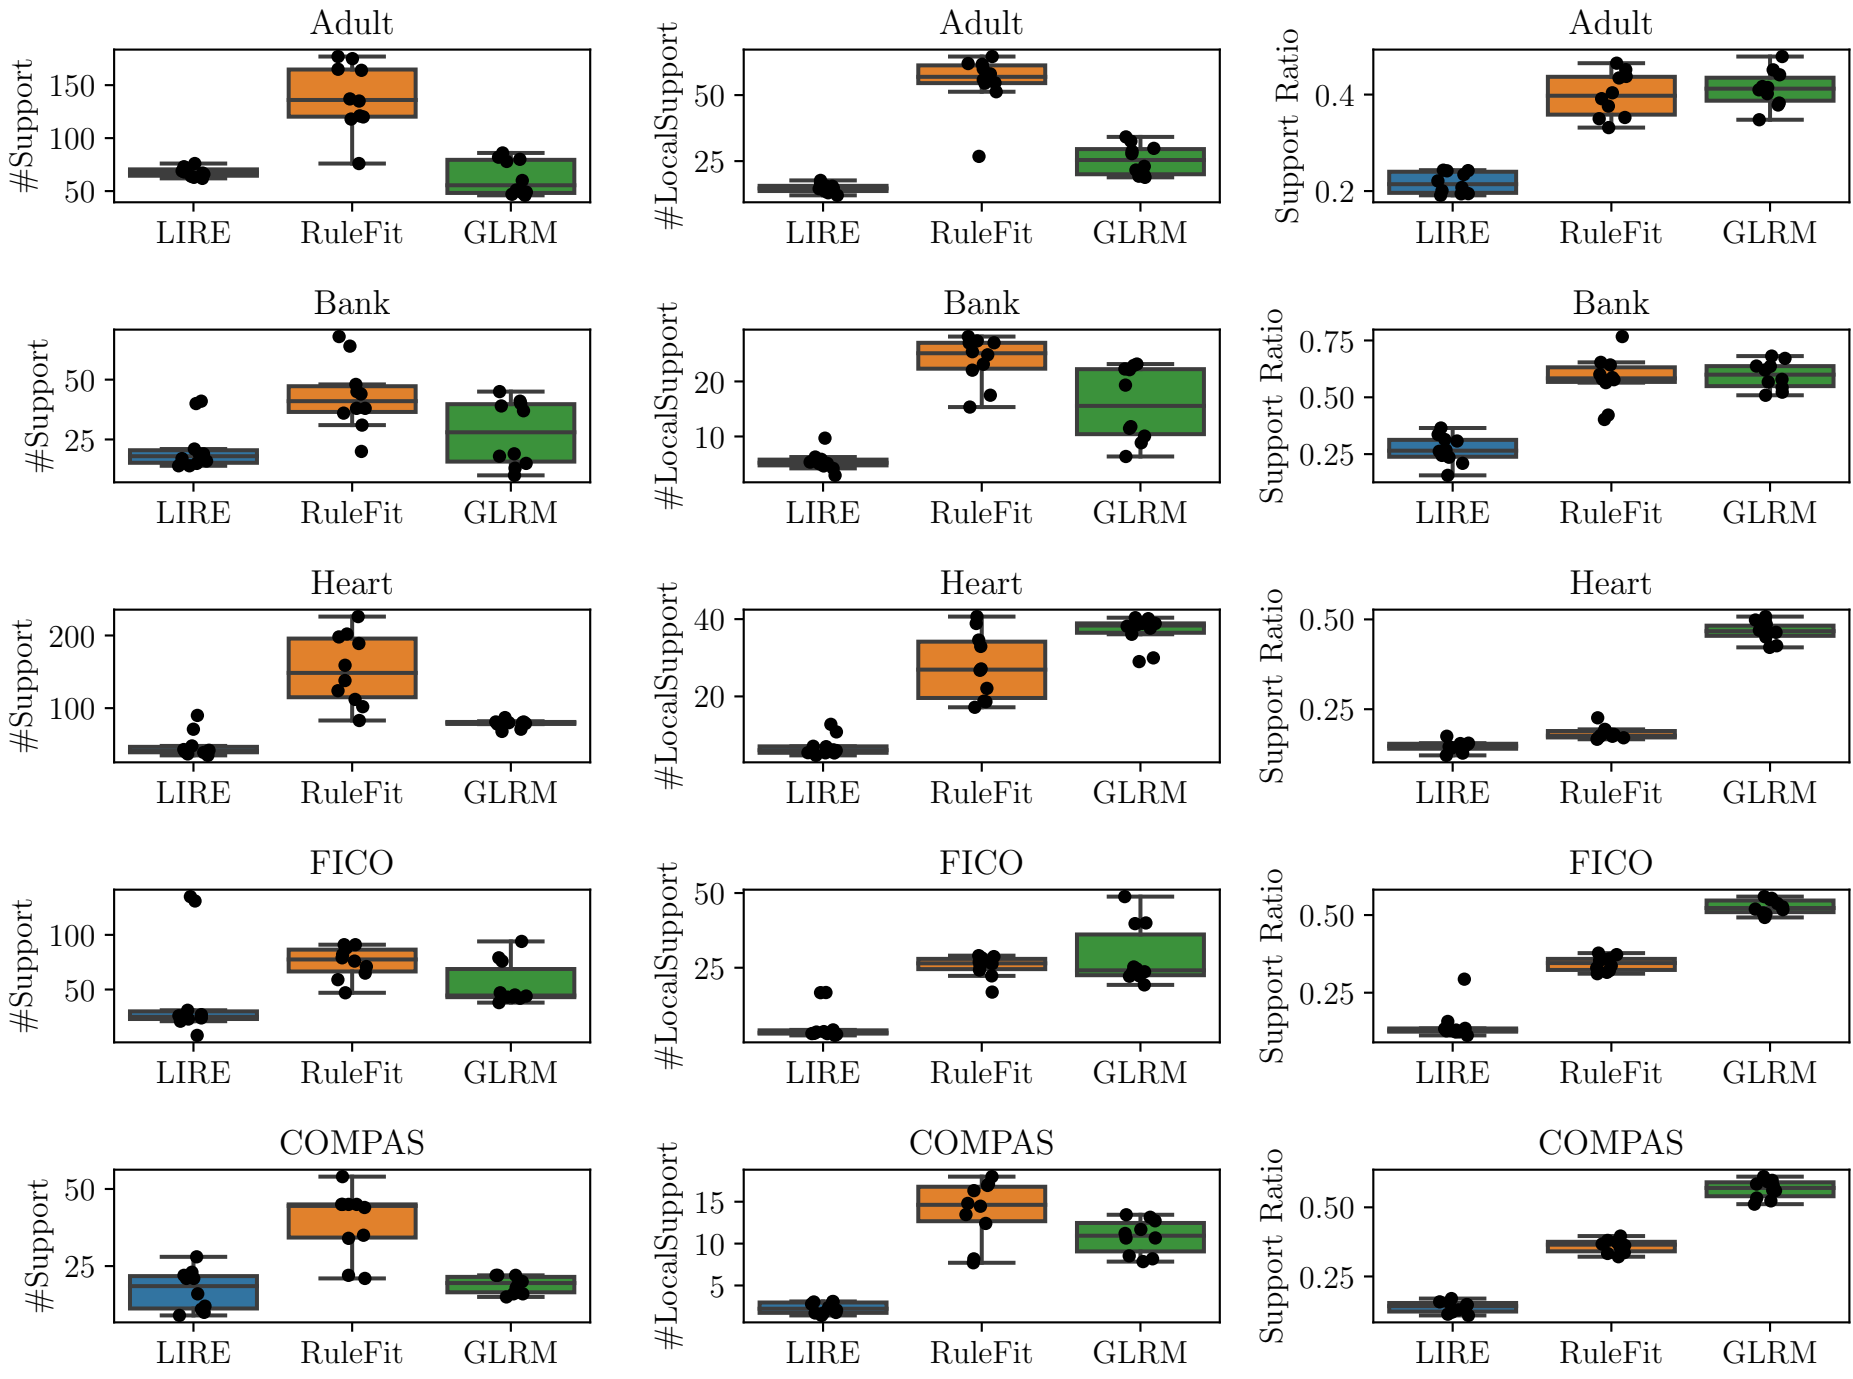 Adult
#Support
150
100
50
LIRE RuleFit GLRM
Adult
#LocalSupport
50
25
LIRE RuleFit GLRM
Adult
Support Ratio
0.4
0.2
LIRE RuleFit GLRM
Bank
#Support
50
25
LIRE RuleFit GLRM
Bank
#LocalSupport
20
10
LIRE RuleFit GLRM
Bank
Support Ratio
0.75
0.50
0.25
LIRE RuleFit GLRM
Heart
#Support
200
100
LIRE RuleFit GLRM
Heart
#LocalSupport
40
20
LIRE RuleFit GLRM
Heart
Support Ratio
0.50
0.25
LIRE RuleFit GLRM
FICO
#Support
100
50
LIRE RuleFit GLRM
FICO
#LocalSupport
50
25
LIRE RuleFit GLRM
FICO
Support Ratio
0.50
0.25
LIRE RuleFit GLRM
COMPAS
#Support
50
25
LIRE RuleFit GLRM
COMPAS
#LocalSupport
15
10
5
LIRE RuleFit GLRM
COMPAS
Support Ratio
0.50
0.25
LIRE RuleFit GLRM